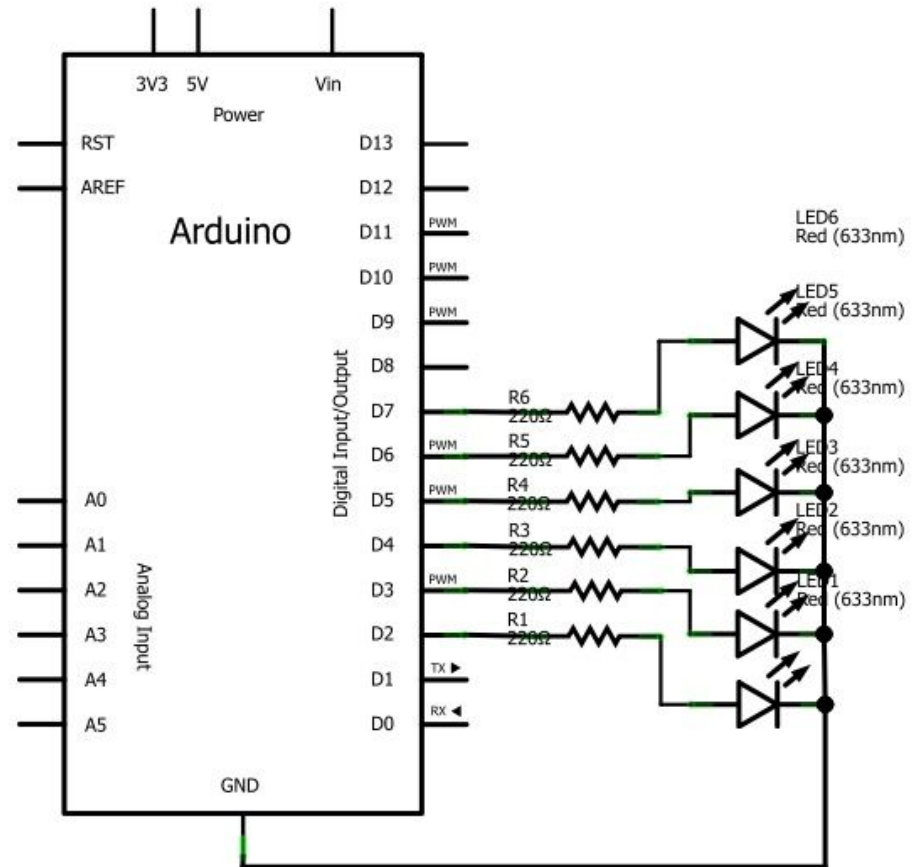 3V3 5V Vin
Power
RST
AREF
Arduino
D13
D12
D11 PWM
D10 PWM
D9 PWM
D8
D7
D6 PWM
D5 PWM
D4
D3 PWM
D2
D1 TX
D0 RX
Digital Input/Output
A0
A1
A2
A3
A4
A5
Analog Input
GND
R6
220Ω
R5
220Ω
R4
220Ω
R3
220Ω
R2
220Ω
R1
220Ω
LED6
Red (633nm)
LED5
Red (633nm)
LED4
Red (633nm)
LED3
Red (633nm)
LED2
Red (633nm)
LED1
Red (633nm)